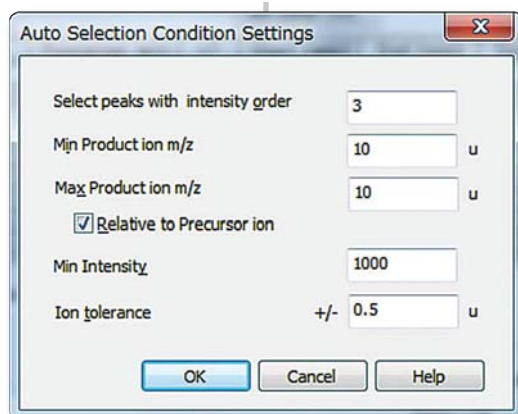 Auto Selection Condition Settings
Select peaks with intensity order 3
Min Product ion m/z 10 u
Max Product ion m/z 10 u
Relative to Precursor ion
Min Intensity 1000
Ion tolerance +/- 0.5 u
OK Cancel Help